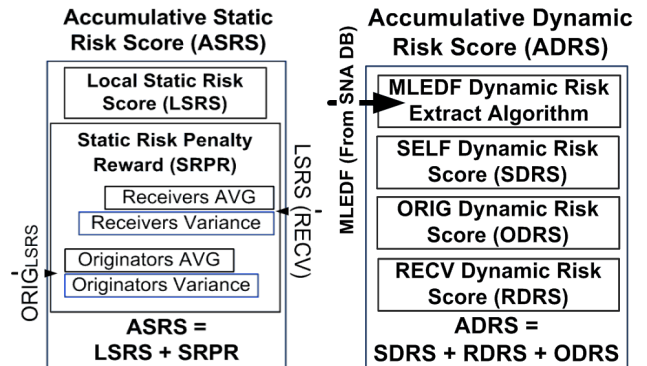 Accumulative Static
Risk Score (ASRS)
Local Static Risk
Score (LSRS)
Static Risk Penalty
Reward (SRPR)
Receivers AVG
Receivers Variance
Originators AVG
Originators Variance
ASRS =
LSRS + SRPR
ORIGLSRS
LSRS (RECV)
MLEDF (From SNA DB)
Accumulative Dynamic
Risk Score (ADRS)
MLEDF Dynamic Risk
Extract Algorithm
SELF Dynamic Risk
Score (SDRS)
ORIG Dynamic Risk
Score (ODRS)
RECV Dynamic Risk
Score (RDRS)
ADRS =
SDRS + RDRS + ODRS